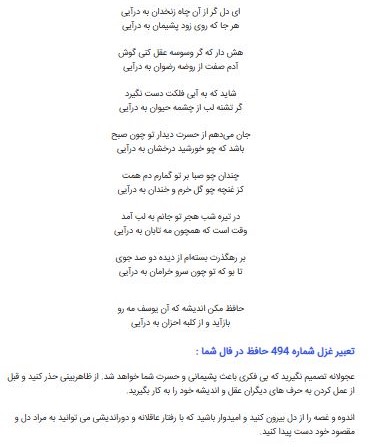 ای دل گر از آن چاه زنخدان به درآیی
هر جا که روی زود پشیمان به درآیی
هش دار که گر وسوسه عقل کنی گوش
آدم صفت از روضه رضوان به درآیی
شاید که به آبی فلکت دست نگیرد
گر تشنه لب از چشمه حیوان به درآیی
جان می‌دهم از حسرت دیدار تو چون صبح
باشد که چو خورشید درخشان به درآیی
چندان چو صبا بر تو گمارم دم همت
کز غنچه چو گل خرم و خندان به درآیی
در تیره شب هجر تو جانم به لب آمد
وقت است که همچون مه تابان به درآیی
بر رهگذرت بسته‌ام از دیده دو صد جوی
تا بو که تو چون سرو خرامان به درآیی
حافظ مکن اندیشه که آن یوسف مه رو
بازآید و از کلبه احزان به درآیی
تعبیر غزل شماره 494 حافظ در فال شما :
عجولانه تصمیم نگیرید که بی فکری باعث پشیمانی و حسرت شما خواهد شد. از ظاهربینی حذر کنید و قبل
از عمل کردن به حرف های دیگران عقل و اندیشه خود را به کار بگیرید.
اندوه و غصه را از دل بیرون کنید و امیدوار باشید که با رفتار عاقلانه و دوراندیشی می توانید به مراد دل و
مقصود خود دست پیدا کنید.